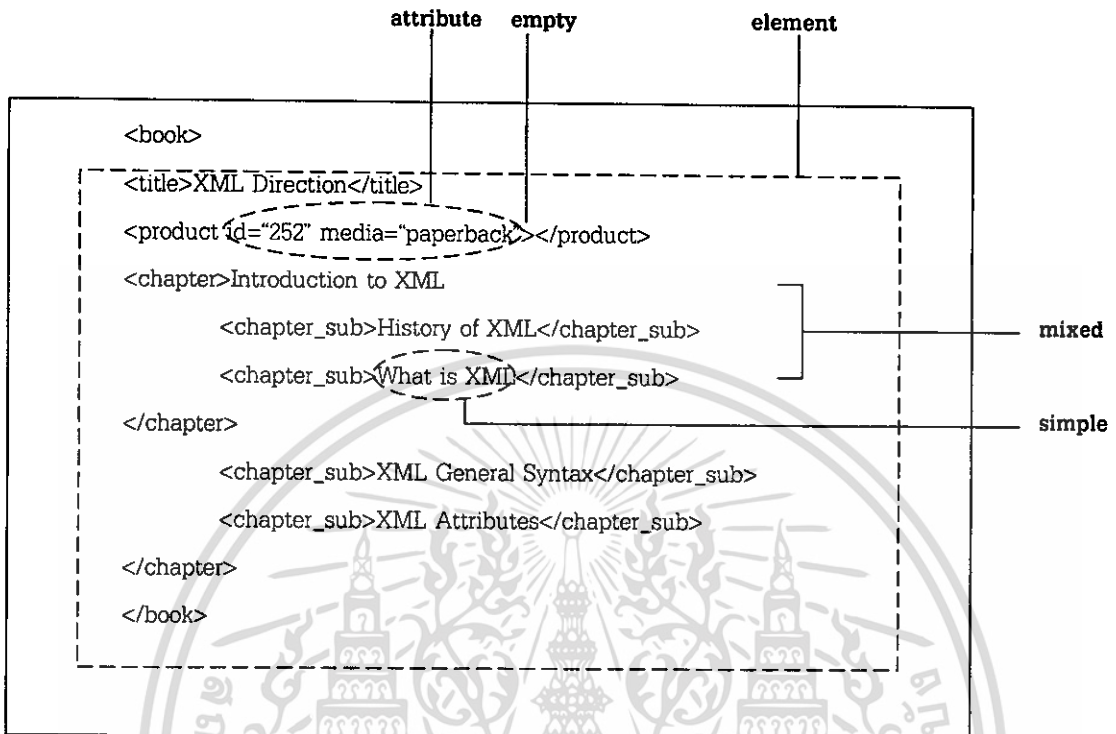 attribute empty element
<book>
<title>XML Direction</title>
<product id="252" media="paperback"></product>
<chapter>Introduction to XML
<chapter_sub>History of XML</chapter_sub>
mixed
<chapter_sub>What is XML</chapter_sub>
simple
</chapter>
<chapter_sub>XML General Syntax</chapter_sub>
<chapter_sub>XML Attributes</chapter_sub>
</chapter>
</book>